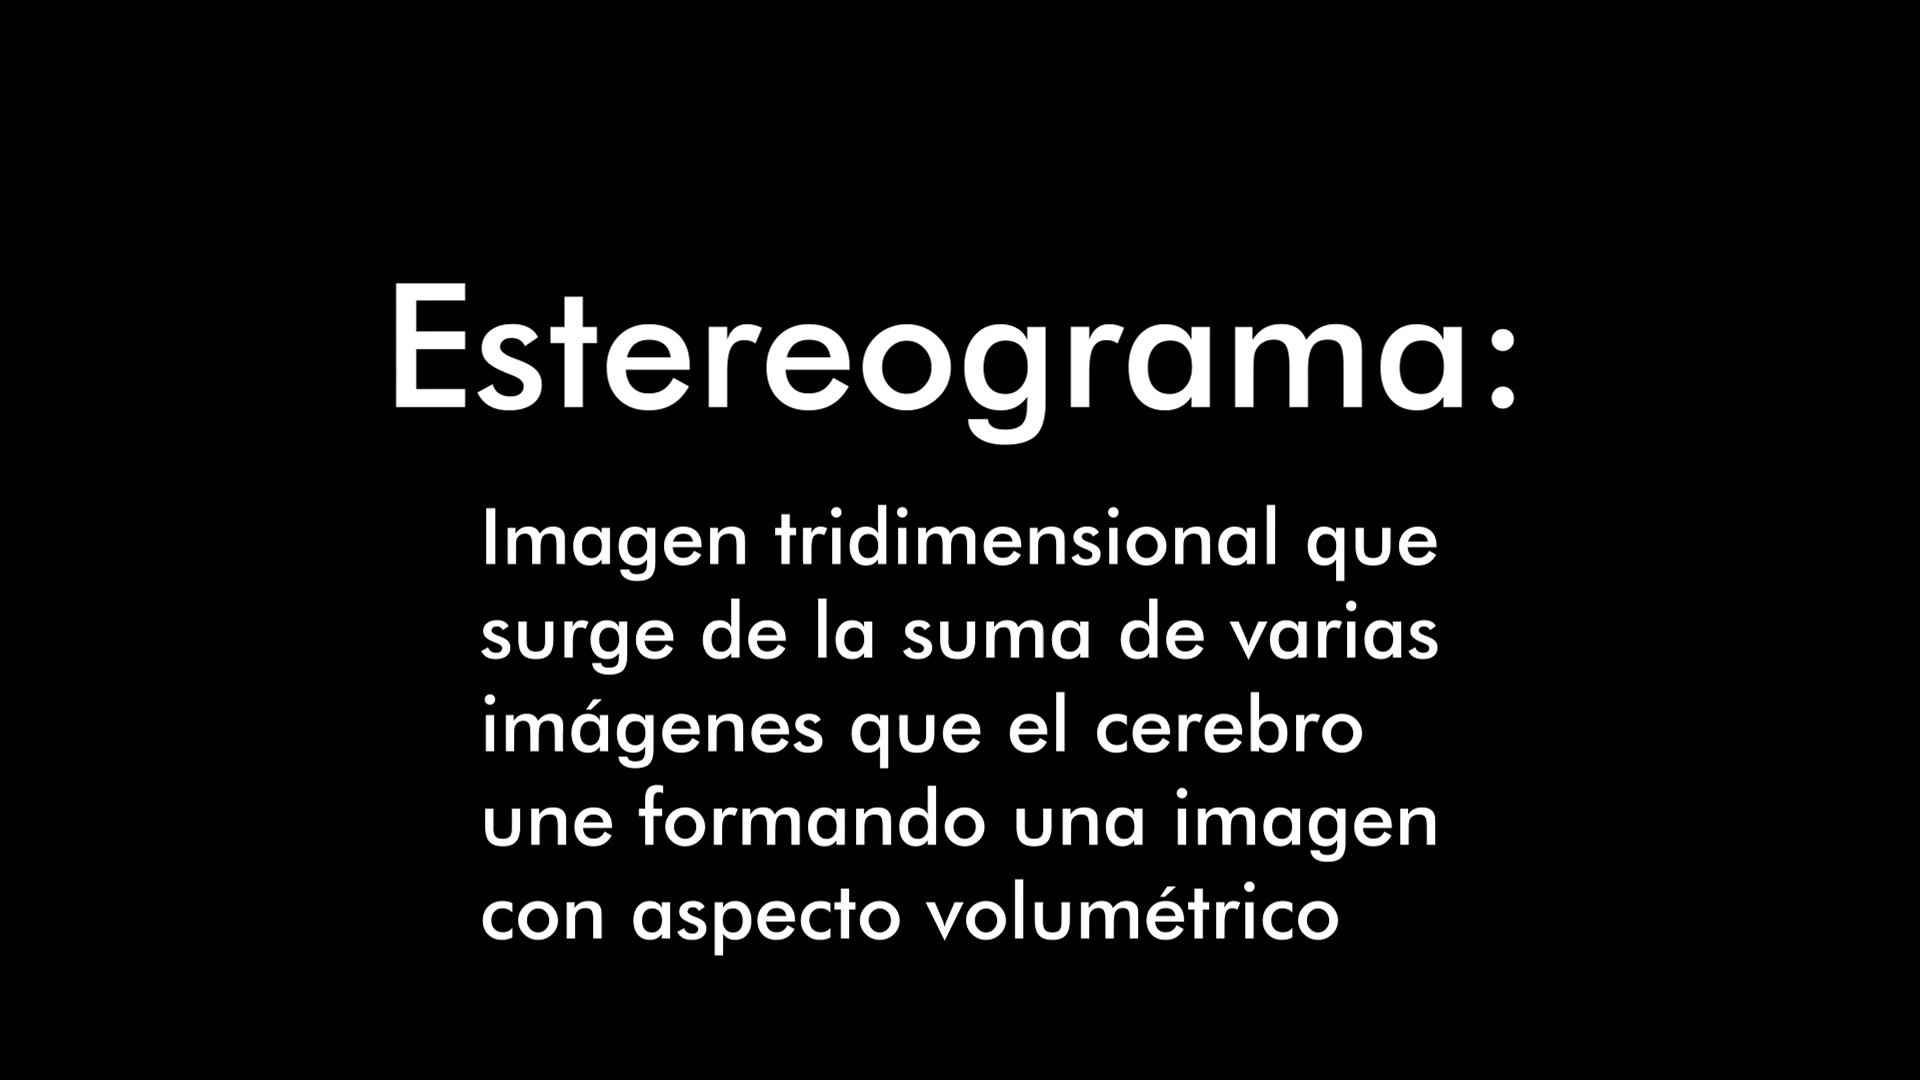 Estereograma:
Imagen tridimensional que
surge de la suma de varias
imágenes que el cerebro
une formando una imagen
con aspecto volumétrico